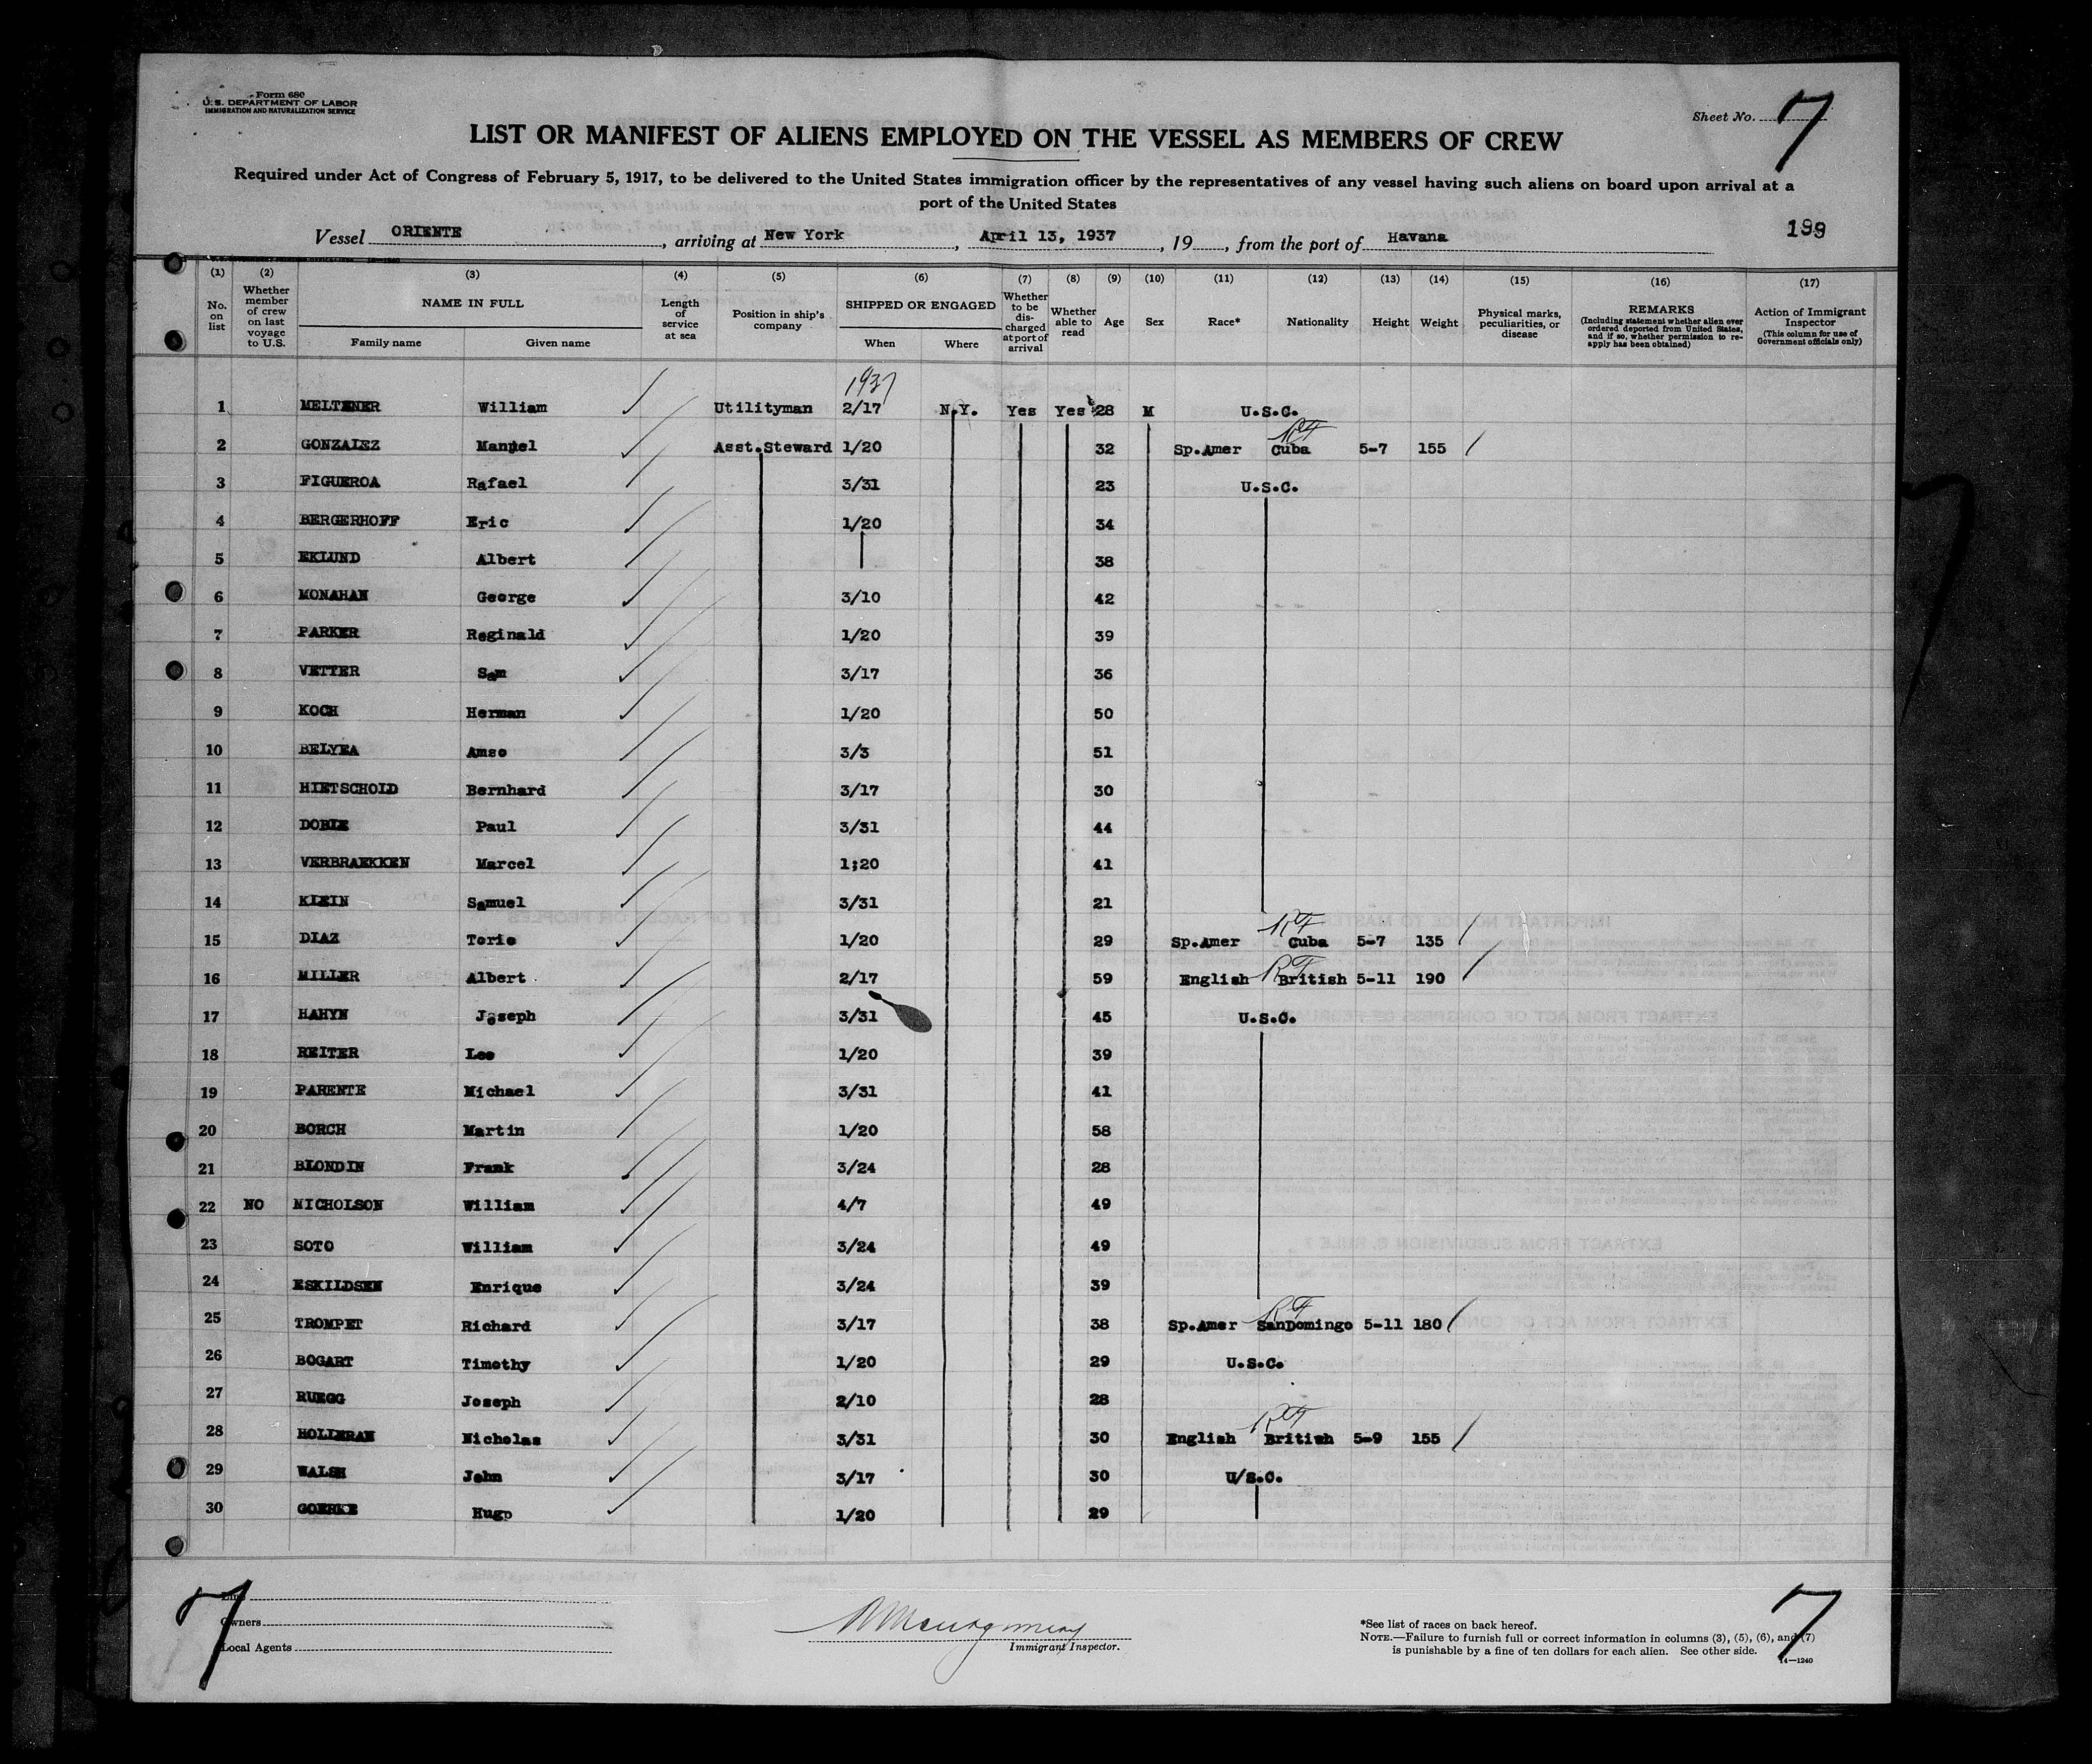 Form 680
U. S. DEPARTMENT OF LABOR
IMMIGRATION AND NATURALIZATION SERVICE
Sheet No. 7
LIST OR MANIFEST OF ALIENS EMPLOYED ON THE VESSEL AS MEMBERS OF CREW
Required under Act of Congress of February 5, 1917, to be delivered to the United States immigration officer by the representatives of any vessel having such aliens on board upon arrival at a
port of the United States
199
Vessel ORIENTE, arriving at New York, April 13, 1937, 19, from the port of Havana
(1) (2) (3) (4) (5) (6) (7) (8) (9) (10) (11) (12) (13) (14) (15) (16) (17)
No. on list
Whether member of crew on last voyage to U.S.
NAME IN FULL
Family name Given name
Length of service at sea
Position in ship's company
SHIPPED OR ENGAGED
When Where
Whether to be discharged at port of arrival
Whether able to read
Age
Sex
Race*
Nationality
Height
Weight
Physical marks, peculiarities, or disease
REMARKS
(Including statement whether alien ever ordered deported from United States, and if so, whether permission to re-apply has been obtained)
Action of Immigrant Inspector
(This column for use of Government officials only)
1937
1 MELTZNER William Utilityman 2/17 N.Y. Yes Yes 28 M U.S.C.
2 GONZALEZ Manuel Asst.Steward 1/20 32 Sp.Amer Cuba 5-7 155
3 FIGUEROA Rafael 3/31 23 U.S.C.
4 BERGERHOFF Eric 1/20 34
5 EKLUND Albert 38
6 MONAHAN George 3/10 42
7 PARKER Reginald 1/20 39
8 VETTER Sam 3/17 36
9 KOCH Herman 1/20 50
10 BELYEA Amso 3/3 51
11 HIETSCHOLD Bernhard 3/17 30
12 DOBLE Paul 3/31 44
13 VERBRAEKKEN Marcel 1;20 41
14 KLEIN Samuel 3/31 21
15 DIAZ Torie 1/20 29 Sp.Amer Cuba 5-7 135
16 MILLER Albert 2/17 59 English British 5-11 190
17 HAHYN Joseph 3/31 45 U.S.C.
18 REITER Leo 1/20 39
19 PARENTE Michael 3/31 41
20 BORCH Martin 1/20 58
21 BLONDIN Frank 3/24 28
22 NO NICHOLSON William 4/7 49
23 SOTO William 3/24 49
24 ESKILDSEN Enrique 3/24 39
25 TROMPET Richard 3/17 38 Sp.Amer SanDomingo 5-11 180
26 BOGART Timothy 1/20 29 U.S.C.
27 RUEGG Joseph 2/10 28
28 HOLLERAN Nicholas 3/31 30 English British 5-9 155
29 WALSH John 3/17 30 U/S.C.
30 GOERKE Hugo 1/20 29
7
Line
Owners
Local Agents
Immigrant Inspector.
*See list of races on back hereof.
NOTE.—Failure to furnish full or correct information in columns (3), (5), (6), and (7)
is punishable by a fine of ten dollars for each alien. See other side.
14—1240
7